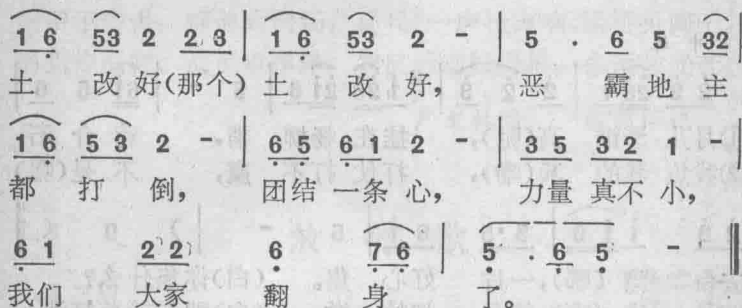 1 6 53 2 2 3 | 1 6 53 2 - | 5 · 6 5 32
土 改 好(那个) 土 改 好, 恶 霸 地 主
1 6 5 3 2 - | 6 5 6 1 2 - | 3 5 3 2 1 - |
都 打 倒, 团结 一条 心, 力量 真不 小,
6 1 2 2 6 7 6 | 5 · 6 5 - ‖
我们 大家 翻 身 了。